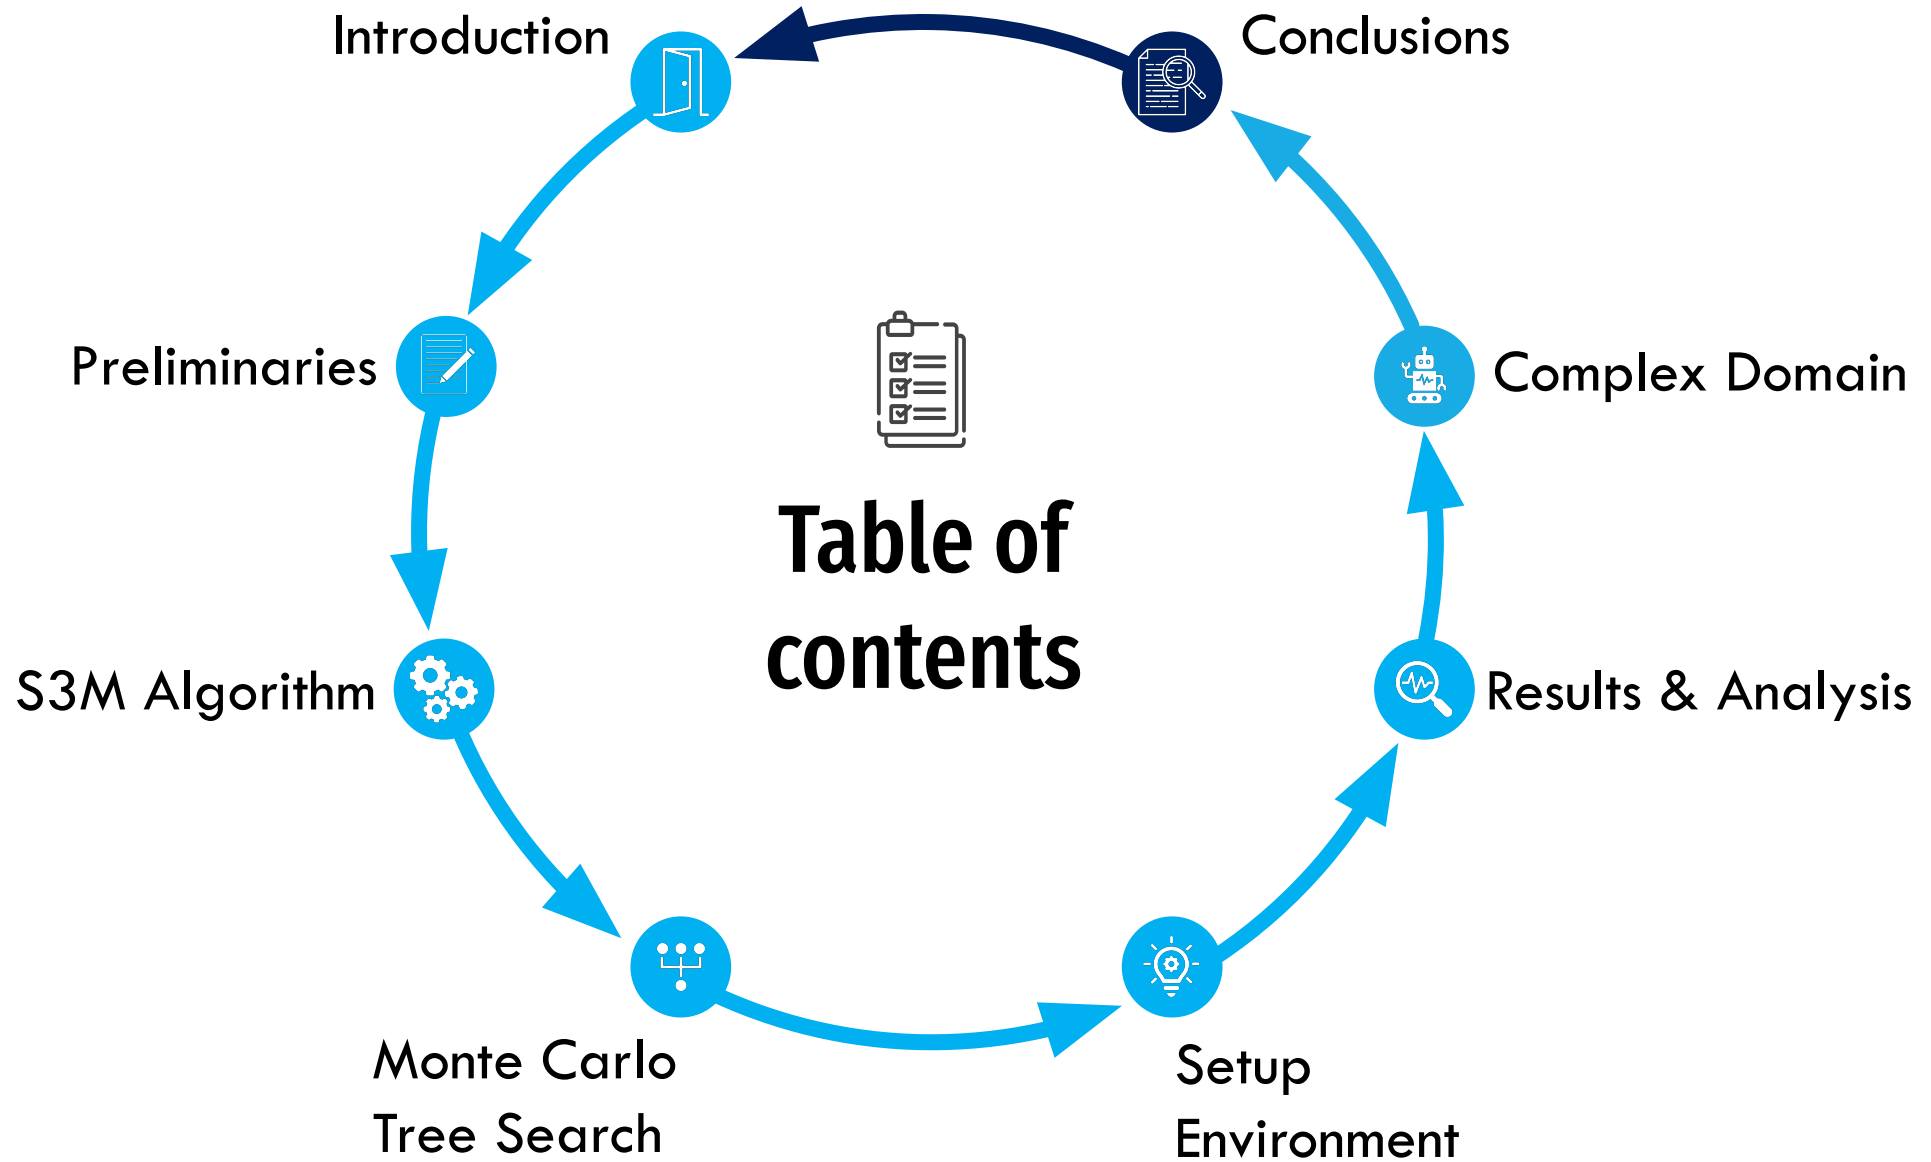 Introduction
Conclusions
Preliminaries
Complex Domain
Table of
contents
S3M Algorithm
Results & Analysis
Monte Carlo
Tree Search
Setup
Environment